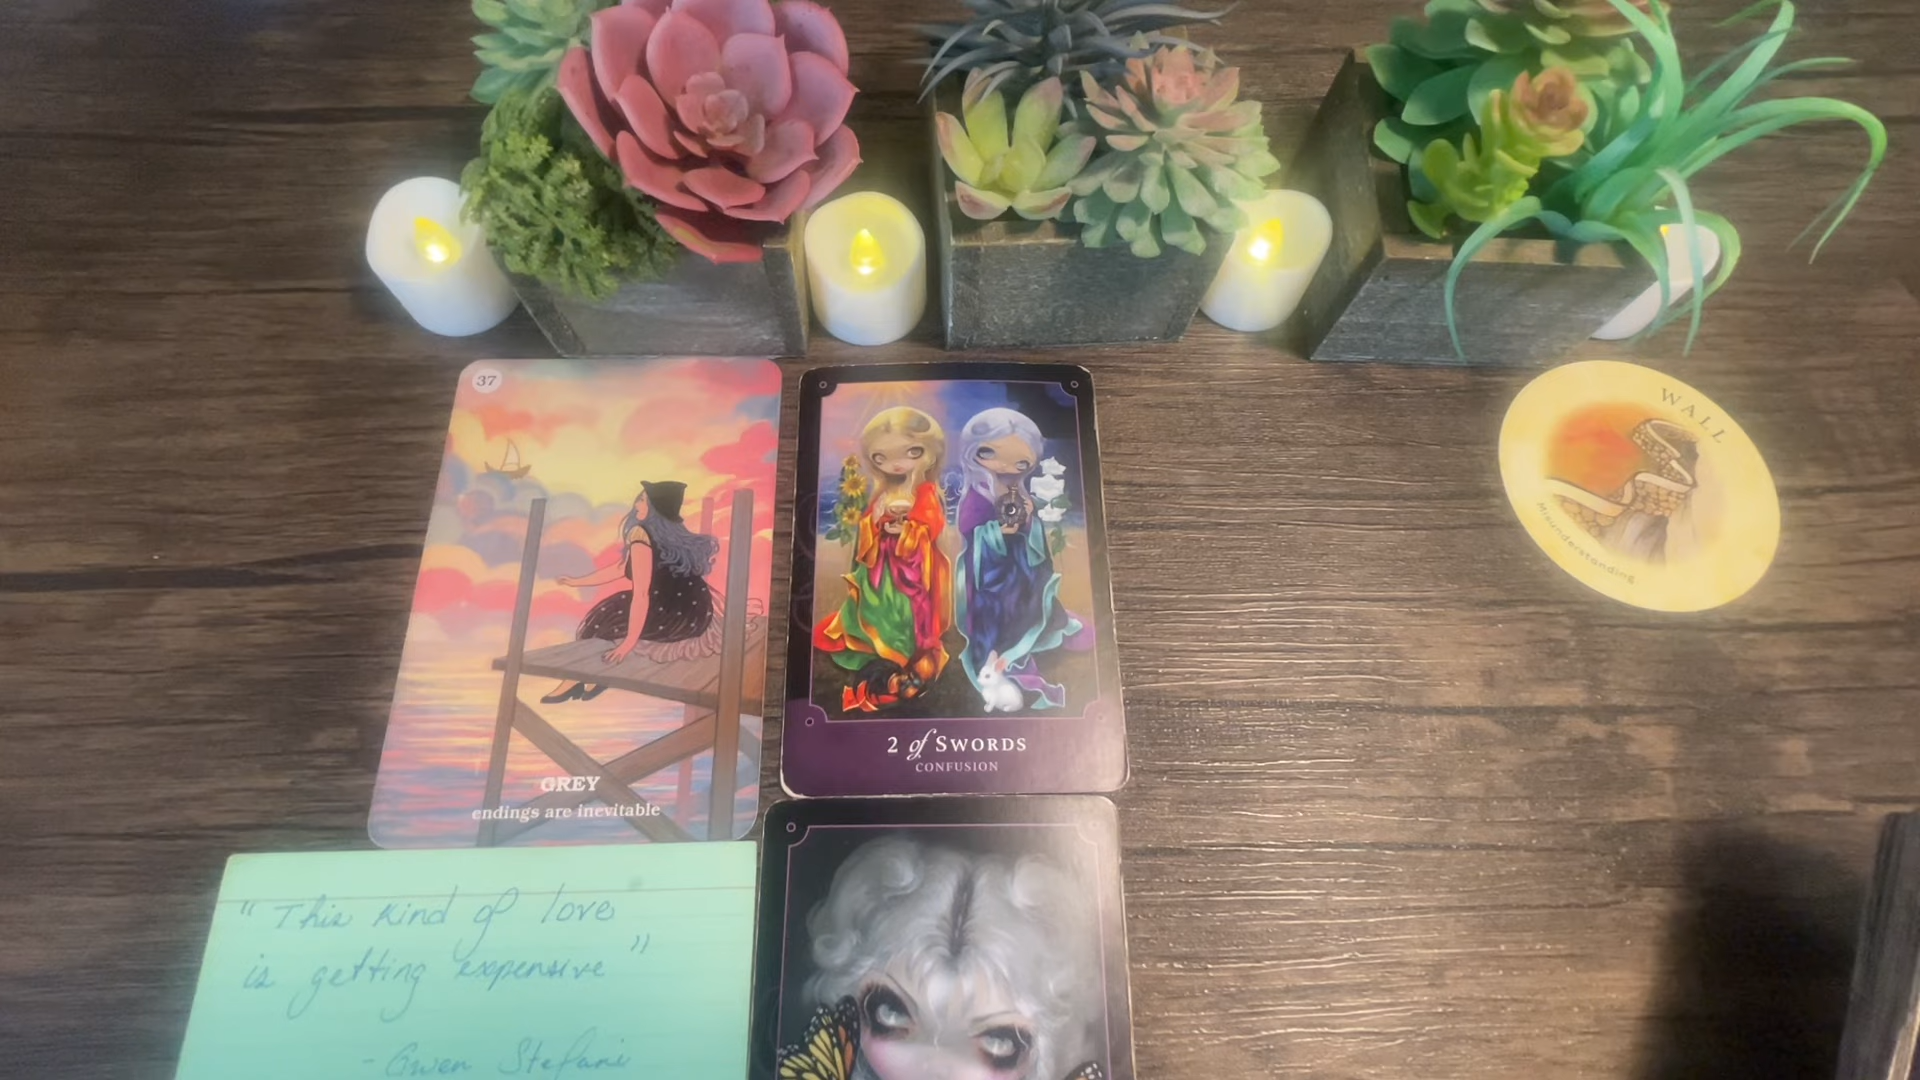 37
GREY
endings are inevitable
2 of SWORDS
CONFUSION
WALL
Misunderstanding
" This kind of love
is getting expensive "
- Gwen Stefani